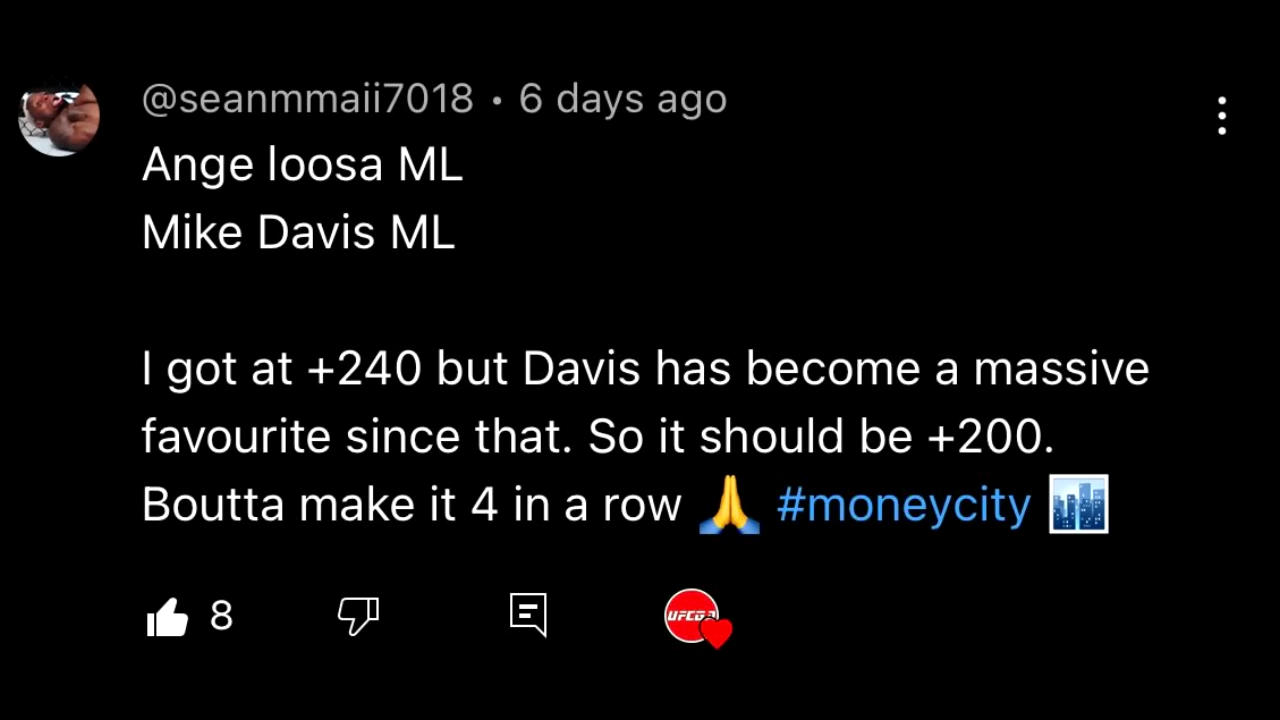 @seanmmaii7018 • 6 days ago
Ange loosa ML
Mike Davis ML
I got at +240 but Davis has become a massive
favourite since that. So it should be +200.
Boutta make it 4 in a row 🙏 #moneycity 🏙️
8